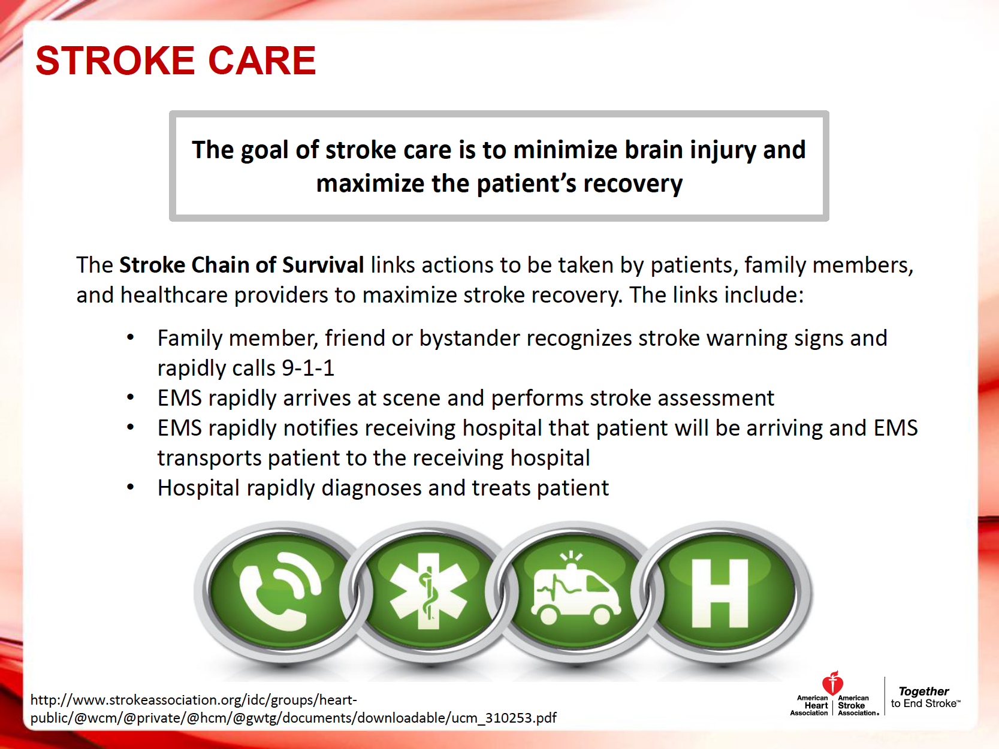 STROKE CARE
The goal of stroke care is to minimize brain injury and
maximize the patient’s recovery
The Stroke Chain of Survival links actions to be taken by patients, family members,
and healthcare providers to maximize stroke recovery. The links include:
• Family member, friend or bystander recognizes stroke warning signs and
rapidly calls 9-1-1
• EMS rapidly arrives at scene and performs stroke assessment
• EMS rapidly notifies receiving hospital that patient will be arriving and EMS
transports patient to the receiving hospital
• Hospital rapidly diagnoses and treats patient
H
http://www.strokeassociation.org/idc/groups/heart-
public/@wcm/@private/@hcm/@gwtg/documents/downloadable/ucm_310253.pdf
American
Heart
Association
American
Stroke
Association®
Together
to End Stroke™